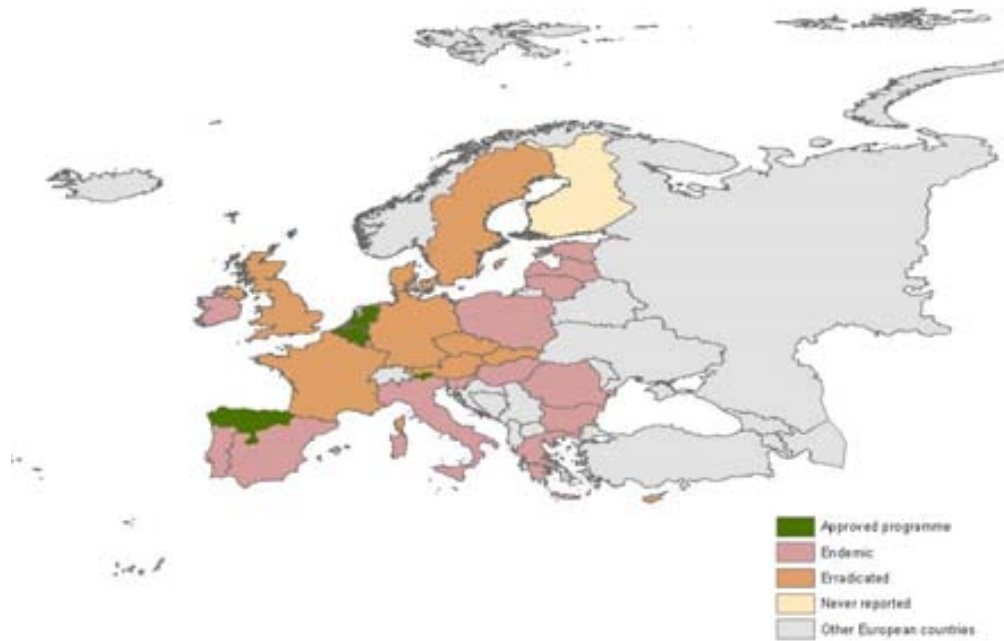 Approved programme
Endemic
Erradicated
Never reported
Other European countries